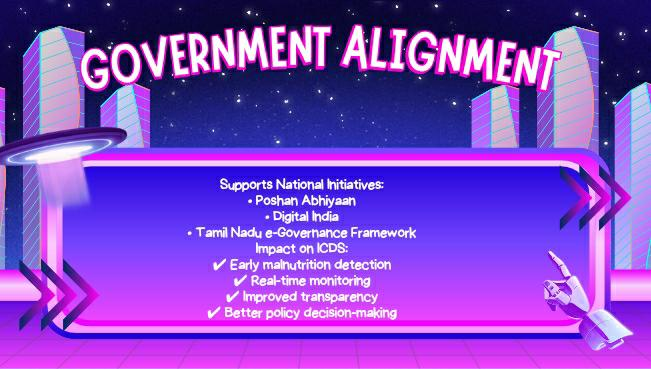 GOVERNMENT ALIGNMENT
Supports National Initiatives:
• Poshan Abhiyaan
• Digital India
• Tamil Nadu e-Governance Framework
Impact on ICDS:
✔ Early malnutrition detection
✔ Real-time monitoring
✔ Improved transparency
✔ Better policy decision-making